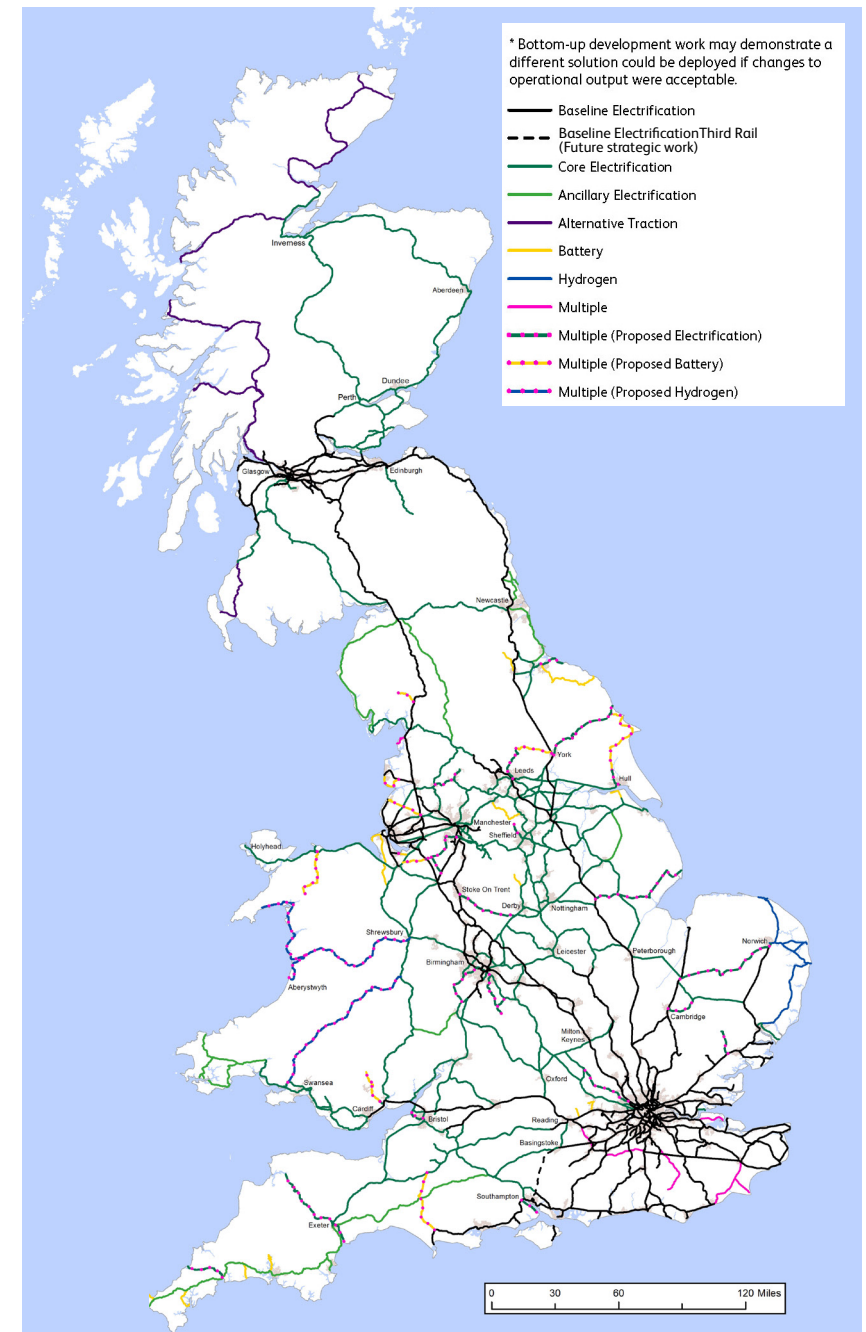 * Bottom-up development work may demonstrate a
different solution could be deployed if changes to
operational output were acceptable.
Baseline Electrification
Baseline ElectrificationThird Rail
(Future strategic work)
Core Electrification
Ancillary Electrification
Alternative Traction
Battery
Hydrogen
Multiple
Multiple (Proposed Electrification)
Multiple (Proposed Battery)
Multiple (Proposed Hydrogen)
Inverness
Aberdeen
Dundee
Perth
Glasgow
Edinburgh
Newcastle
York
Leeds
Hull
Manchester
Sheffield
Holyhead
Stoke On Trent
Derby
Nottingham
Shrewsbury
Leicester
Peterborough
Norwich
Birmingham
Aberystwyth
Cambridge
Milton
Keynes
Oxford
Swansea
Cardiff
Bristol
Reading
Basingstoke
Southampton
Exeter
0 30 60 120 Miles